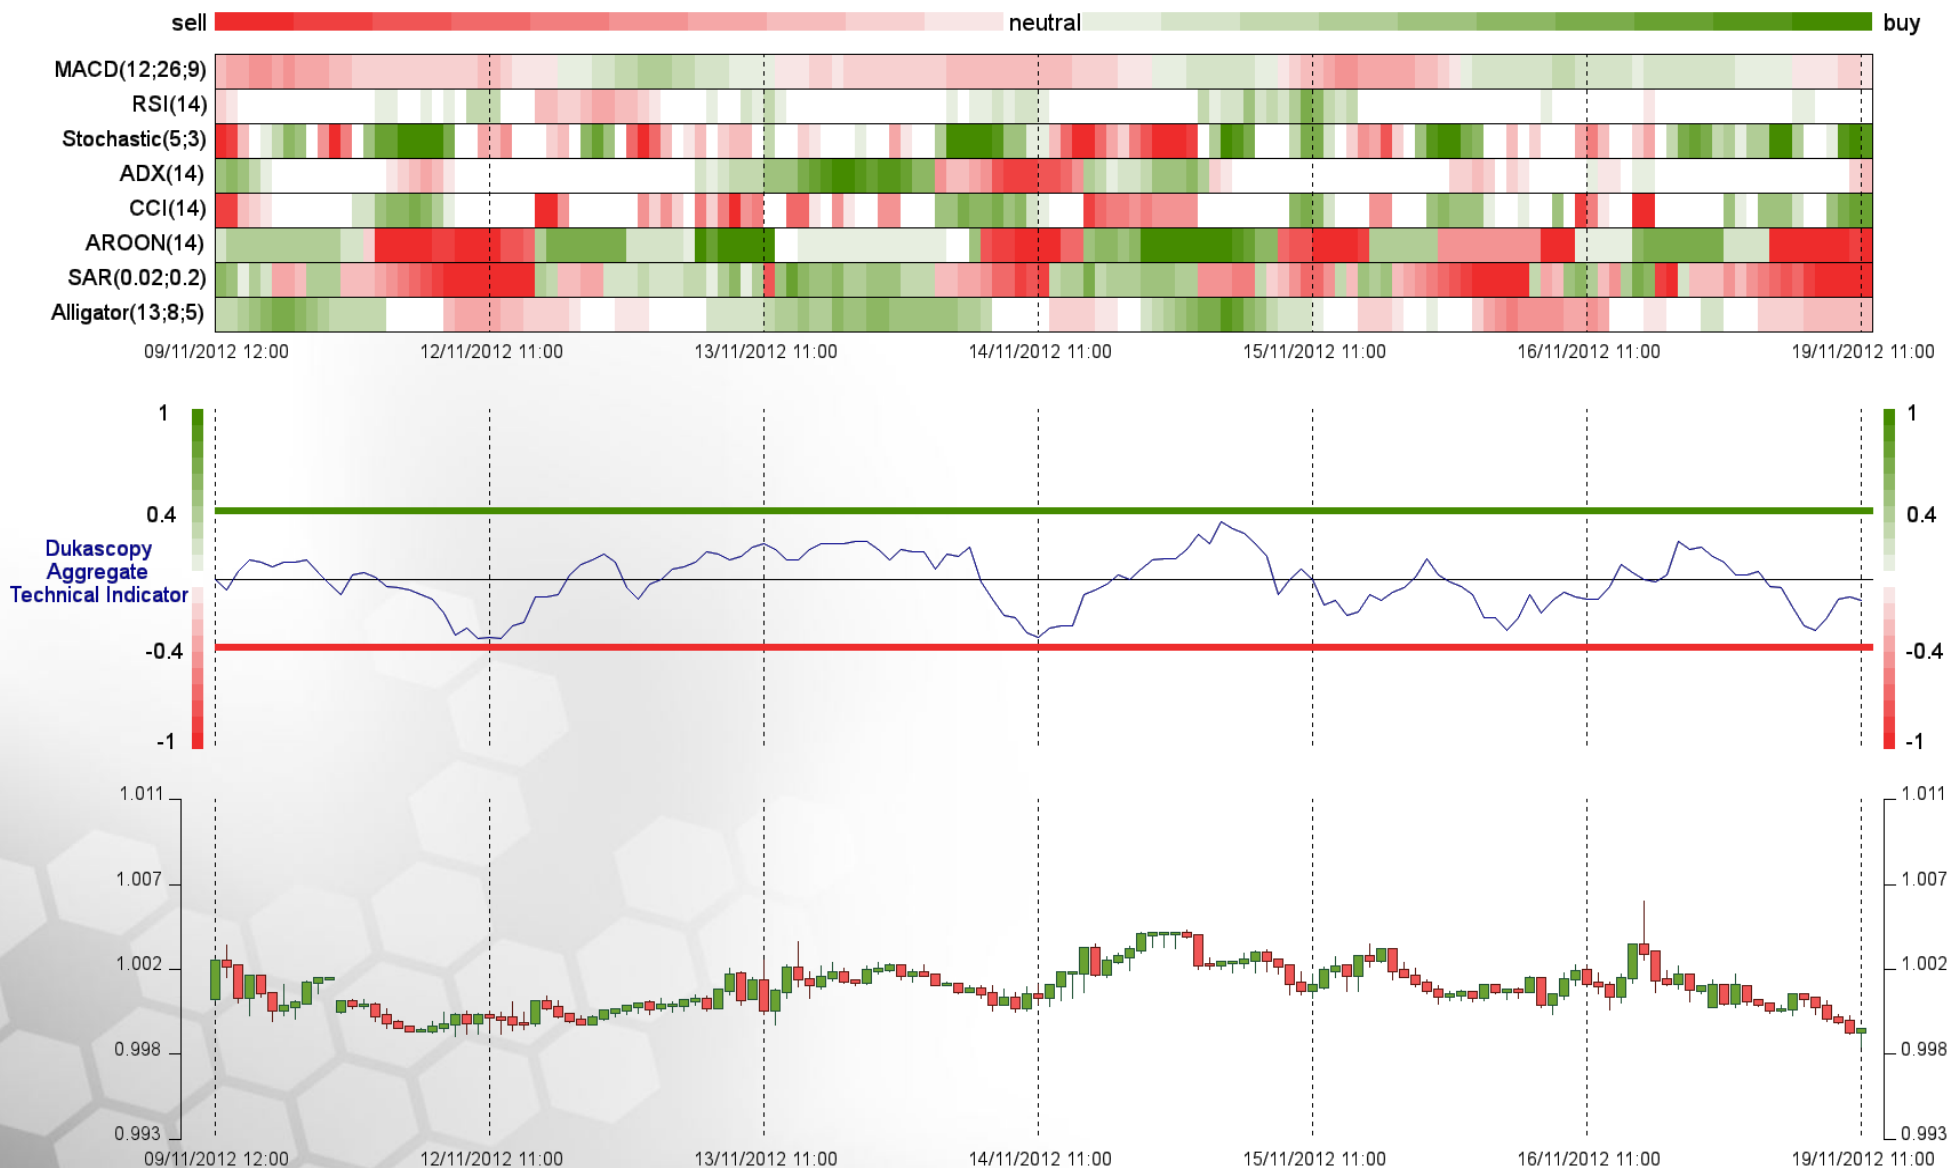 sell neutral buy
MACD(12;26;9)
RSI(14)
Stochastic(5;3)
ADX(14)
CCI(14)
AROON(14)
SAR(0.02;0.2)
Alligator(13;8;5)
09/11/2012 12:00 12/11/2012 11:00 13/11/2012 11:00 14/11/2012 11:00 15/11/2012 11:00 16/11/2012 11:00 19/11/2012 11:00
1 1
0.4 0.4
Dukascopy
Aggregate
Technical Indicator
-0.4 -0.4
-1 -1
1.011 1.011
1.007 1.007
1.002 1.002
0.998 0.998
0.993 0.993
09/11/2012 12:00 12/11/2012 11:00 13/11/2012 11:00 14/11/2012 11:00 15/11/2012 11:00 16/11/2012 11:00 19/11/2012 11:00